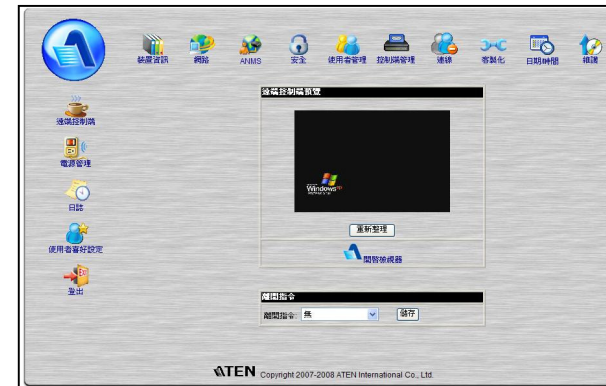 裝置資訊 網路 ANMS 安全 使用者管理 控制端管理 連線 客製化 日期/時間 維護
遠端控制端
電源管理
日誌
使用者喜好設定
登出
遠端控制端預覽
Windows xp
重新整理
開啓檢視器
離開指令
離開指令: 無 儲存
ATEN Copyright 2007-2008 ATEN International Co., Ltd.